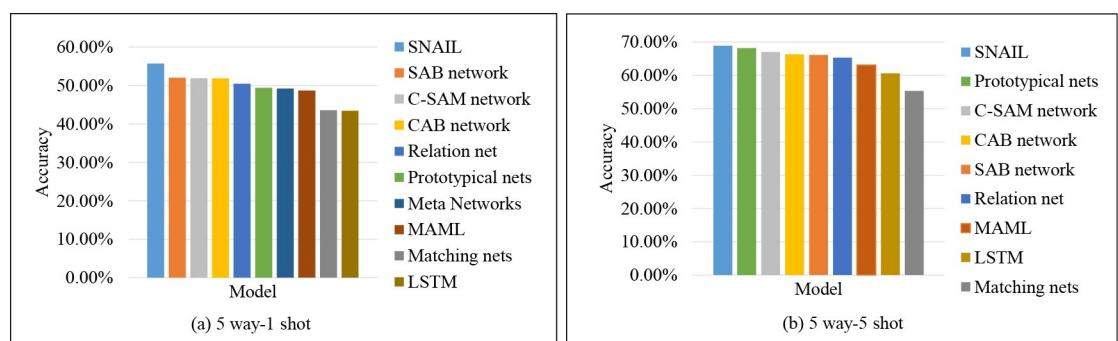 60.00%
50.00%
40.00%
30.00%
20.00%
10.00%
0.00%
Accuracy
Model
SNAIL
SAB network
C-SAM network
CAB network
Relation net
Prototypical nets
Meta Networks
MAML
Matching nets
LSTM
(a) 5 way-1 shot
70.00%
60.00%
50.00%
40.00%
30.00%
20.00%
10.00%
0.00%
Accuracy
Model
SNAIL
Prototypical nets
C-SAM network
CAB network
SAB network
Relation net
MAML
LSTM
Matching nets
(b) 5 way-5 shot